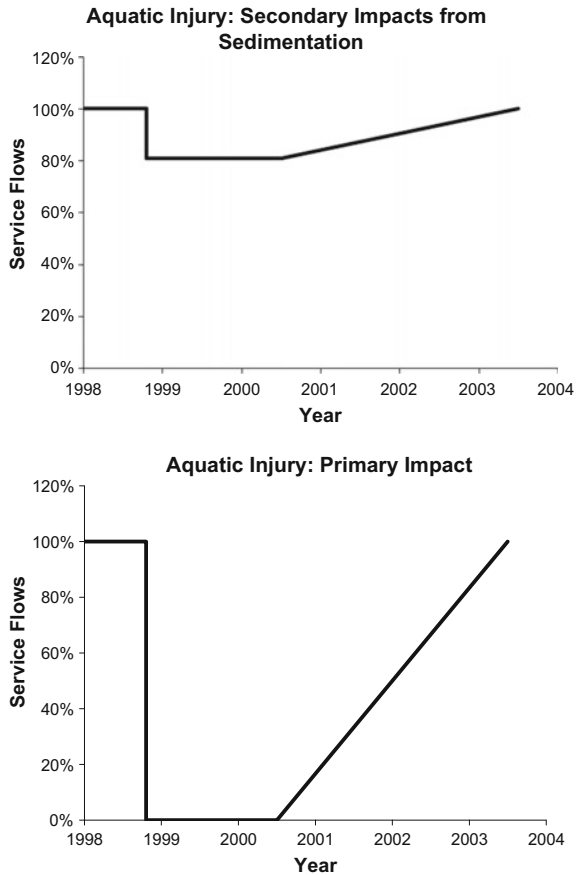 Aquatic Injury: Secondary Impacts from
Sedimentation
120%
100%
80%
60%
40%
20%
0%
Service Flows
1998 1999 2000 2001 2002 2003 2004
Year
Aquatic Injury: Primary Impact
120%
100%
80%
60%
40%
20%
0%
Service Flows
1998 1999 2000 2001 2002 2003 2004
Year